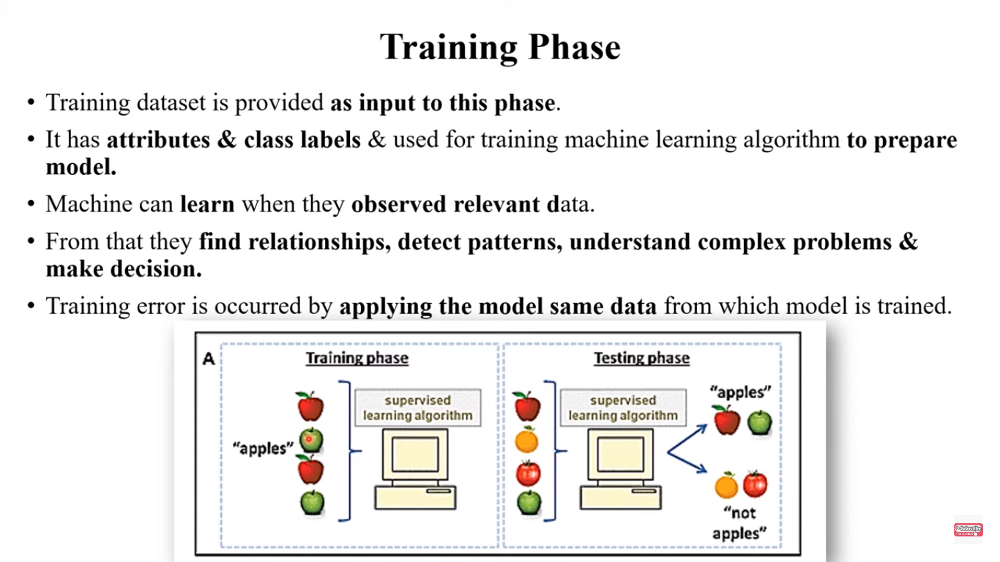 Training Phase
• Training dataset is provided as input to this phase.
• It has attributes & class labels & used for training machine learning algorithm to prepare
model.
• Machine can learn when they observed relevant data.
• From that they find relationships, detect patterns, understand complex problems &
make decision.
• Training error is occurred by applying the model same data from which model is trained.
A
Training phase
supervised
learning algorithm
"apples"
Testing phase
supervised
learning algorithm
"apples"
"not
apples"
Subscribe